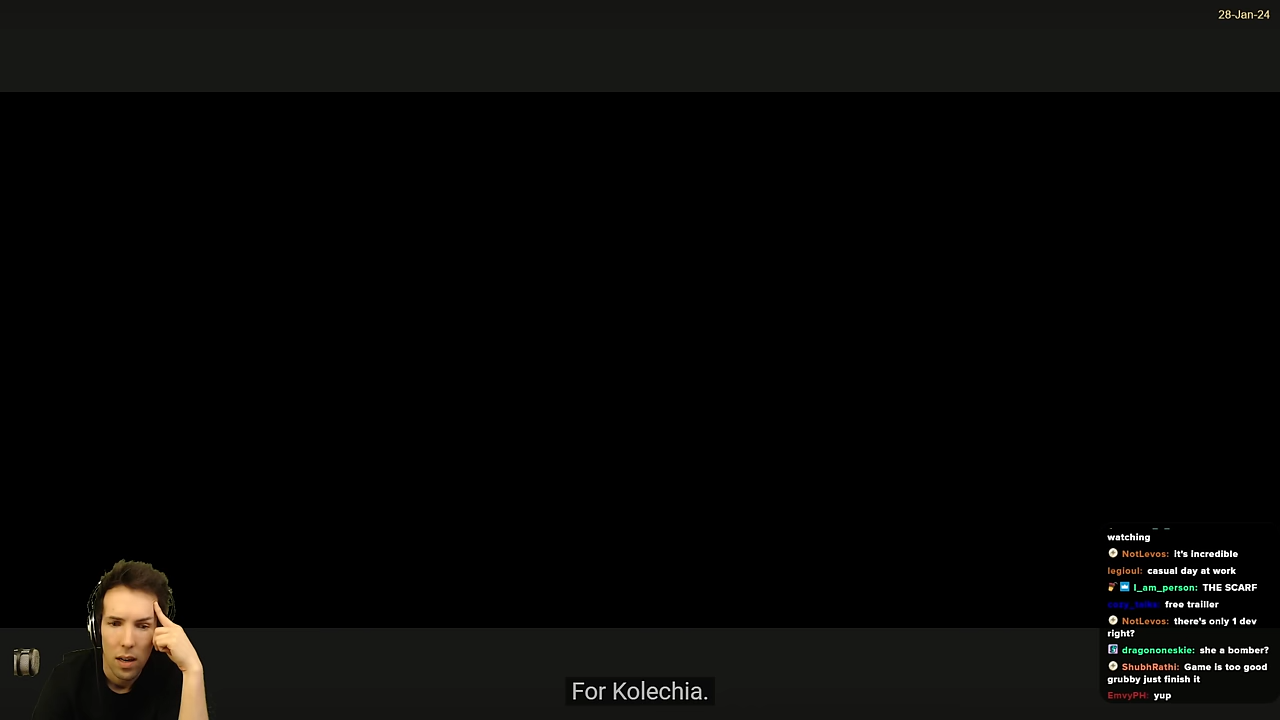 28-Jan-24
watching
NotLevos: it's incredible
legioul: casual day at work
I_am_person: THE SCARF
free trailler
NotLevos: there's only 1 dev
right?
dragononeskie: she a bomber?
ShubhRathi: Game is too good
grubby just finish it
EmvyPH: yup
For Kolechia.